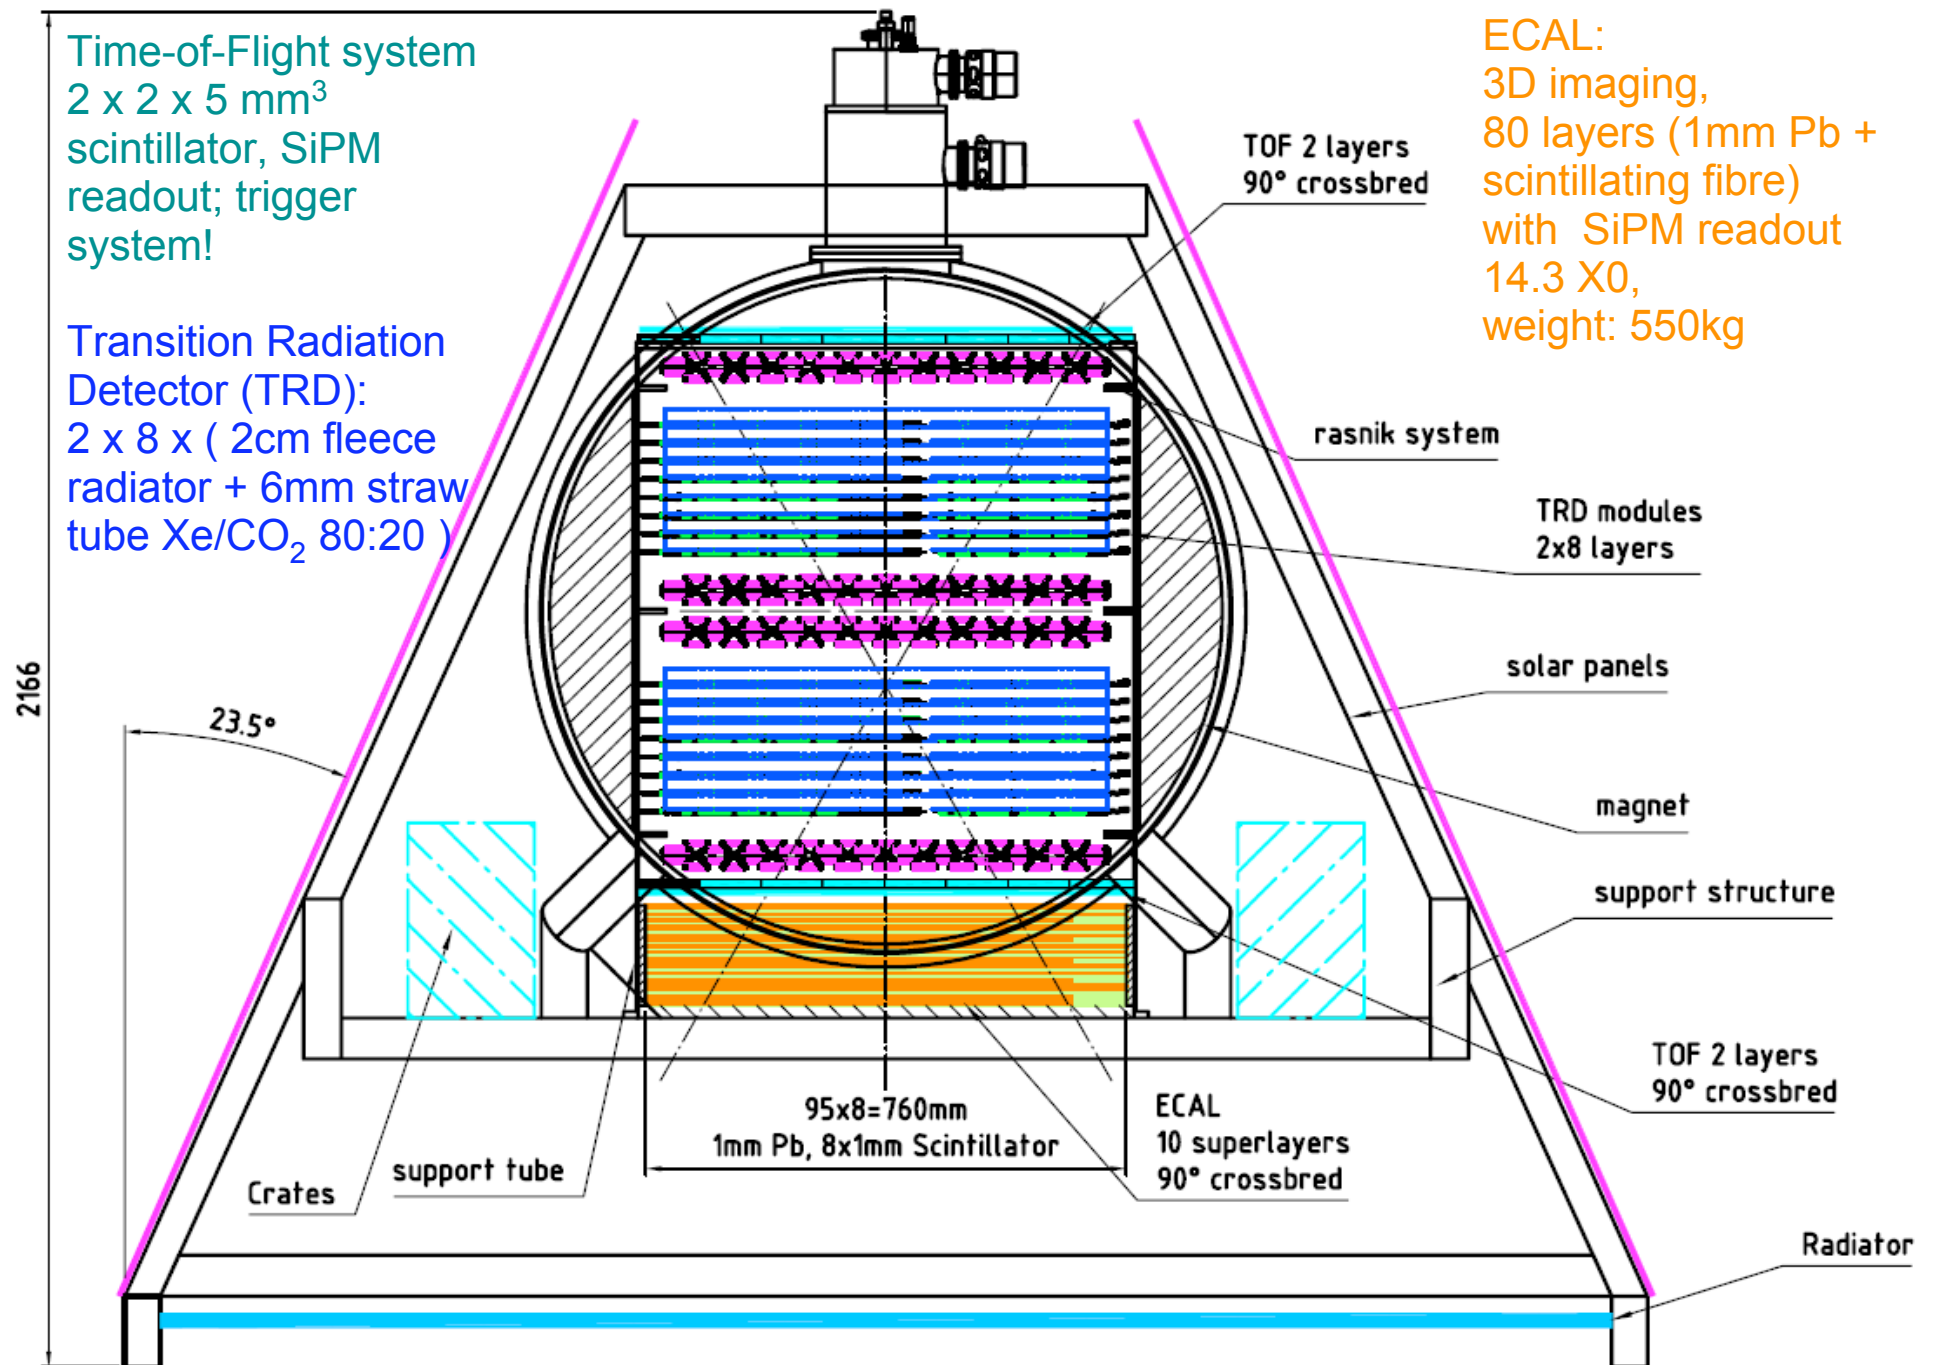 Time-of-Flight system
2 x 2 x 5 mm³
scintillator, SiPM
readout; trigger
system!
Transition Radiation
Detector (TRD):
2 x 8 x ( 2cm fleece
radiator + 6mm straw
tube Xe/CO₂ 80:20 )
ECAL:
3D imaging,
80 layers (1mm Pb +
scintillating fibre)
with SiPM readout
14.3 X0,
weight: 550kg
TOF 2 layers
90° crossbred
rasnik system
TRD modules
2x8 layers
solar panels
magnet
support structure
TOF 2 layers
90° crossbred
2166
23.5°
95x8=760mm
1mm Pb, 8x1mm Scintillator
ECAL
10 superlayers
90° crossbred
support tube
Crates
Radiator